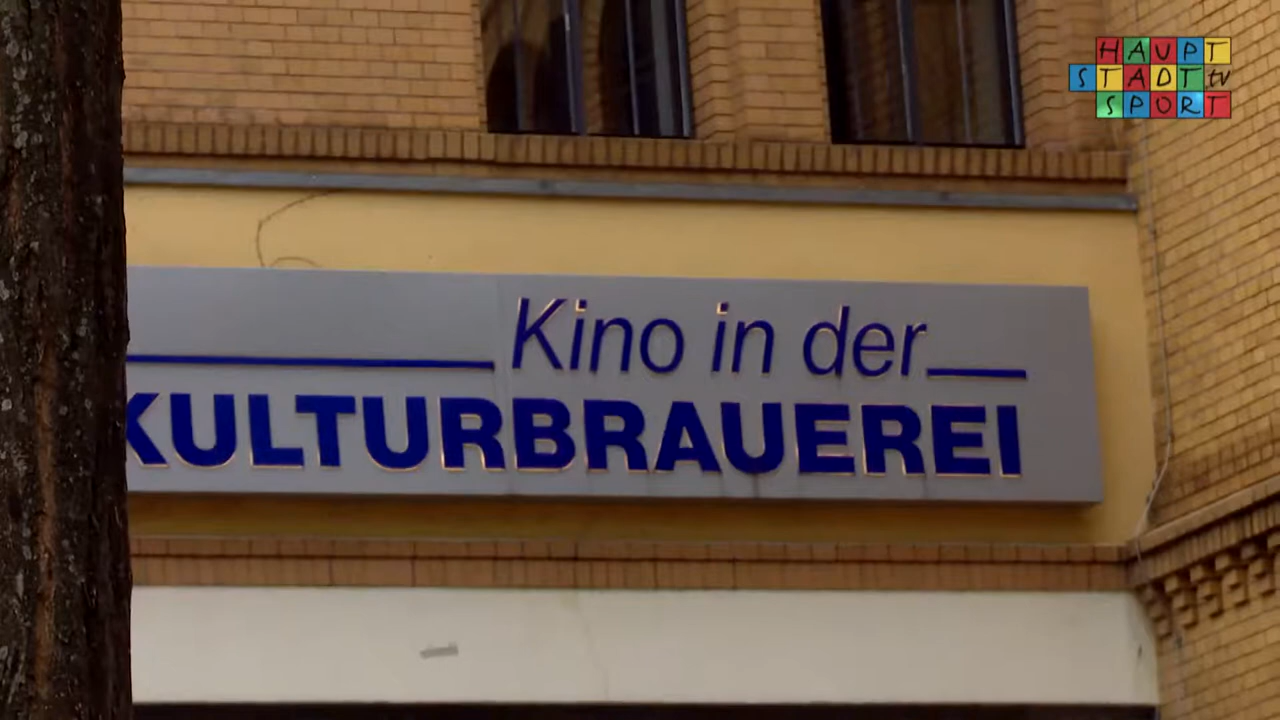 HAUPT
STADT.tv
SPORT
Kino in der
KULTURBRAUEREI